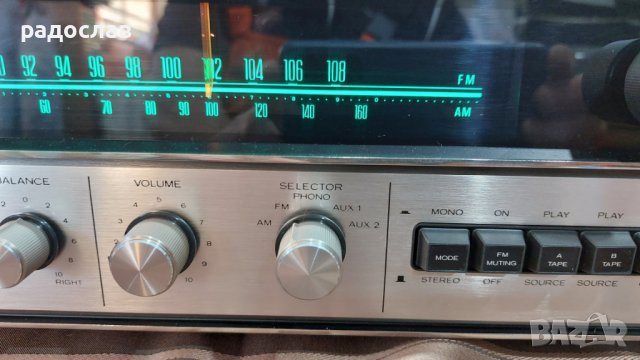 радослав
92 94 96 98 100 102 104 106 108 FM
60 70 80 90 100 120 140 160 AM
BALANCE
VOLUME
SELECTOR
PHONO
FM AUX 1
AM AUX 2
2 0 2
4
6
8
10
RIGHT
3 4 5 6 7
8
9
10
MONO ON PLAY PLAY
MODE FM MUTING A TAPE B TAPE
STEREO OFF SOURCE SOURCE
BAZAR